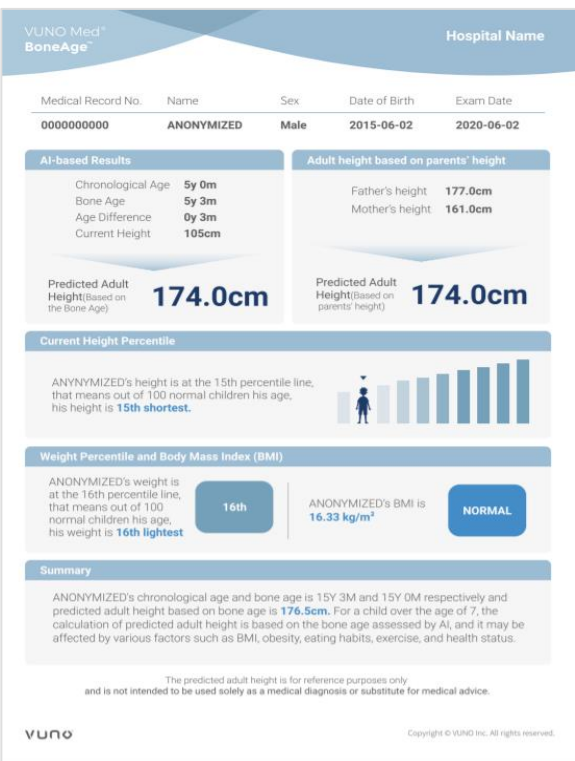 VUNO Med™
BoneAge™
Hospital Name
Medical Record No. Name Sex Date of Birth Exam Date
0000000000 ANONYMIZED Male 2015-06-02 2020-06-02
AI-based Results
Chronological Age 5y 0m
Bone Age 5y 3m
Age Difference 0y 3m
Current Height 105cm
Predicted Adult
Height(Based on
the Bone Age)
174.0cm
Adult height based on parents' height
Father's height 177.0cm
Mother's height 161.0cm
Predicted Adult
Height(Based on
parents' height)
174.0cm
Current Height Percentile
ANYNYMIZED's height is at the 15th percentile line,
that means out of 100 normal children his age,
his height is 15th shortest.
Weight Percentile and Body Mass Index (BMI)
ANONYMIZED's weight is
at the 16th percentile line,
that means out of 100
normal children his age,
his weight is 16th lightest
16th
ANONYMIZED's BMI is
16.33 kg/m²
NORMAL
Summary
ANONYMIZED's chronological age and bone age is 15Y 3M and 15Y 0M respectively and
predicted adult height based on bone age is 176.5cm. For a child over the age of 7, the
calculation of predicted adult height is based on the bone age assessed by AI, and it may be
affected by various factors such as BMI, obesity, eating habits, exercise, and health status.
The predicted adult height is for reference purposes only
and is not intended to be used solely as a medical diagnosis or substitute for medical advice.
VUNO
Copyright © VUNO Inc. All rights reserved.